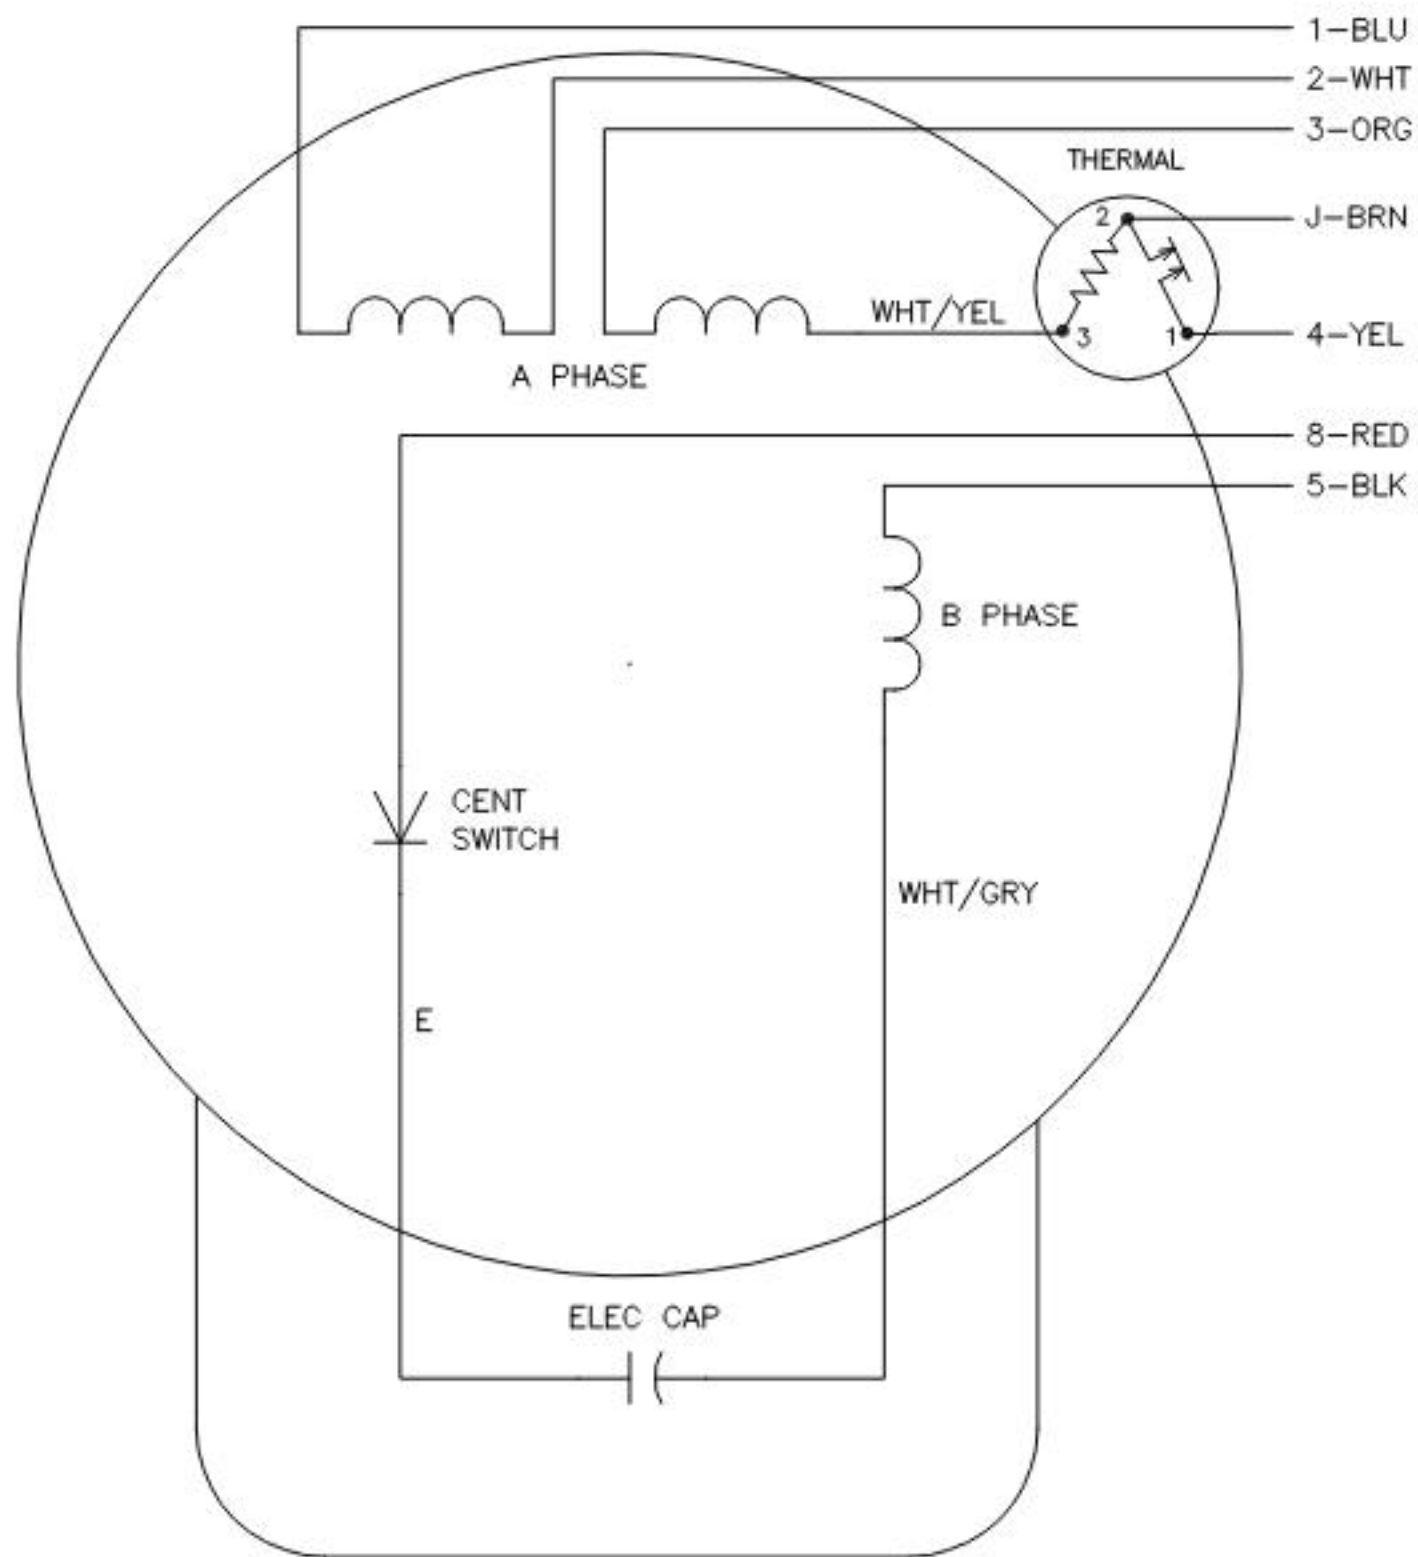 1-BLU
2-WHT
3-ORG
THERMAL
2
J-BRN
WHT/YEL
3
1
4-YEL
A PHASE
8-RED
5-BLK
B PHASE
CENT
SWITCH
WHT/GRY
E
ELEC CAP